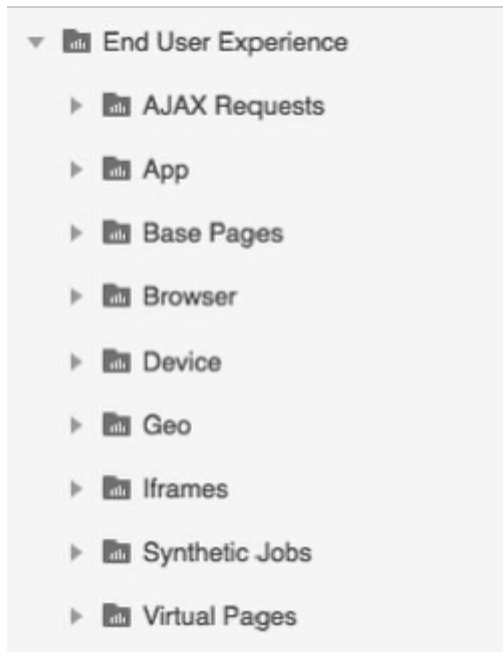 End User Experience
AJAX Requests
App
Base Pages
Browser
Device
Geo
Iframes
Synthetic Jobs
Virtual Pages